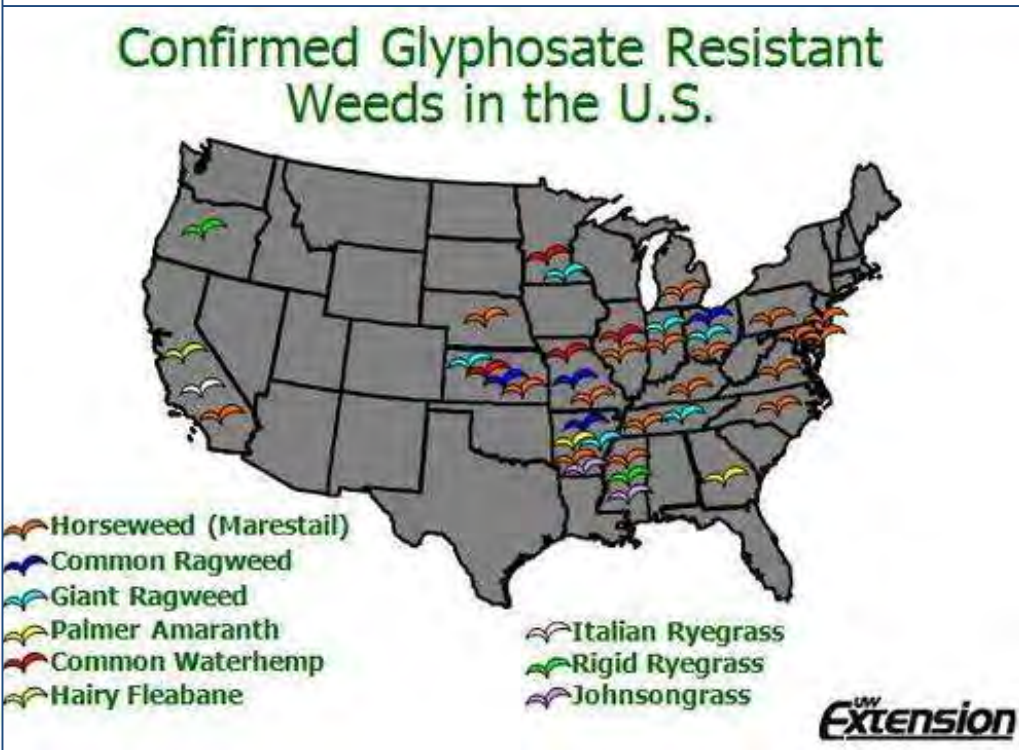 Confirmed Glyphosate Resistant
Weeds in the U.S.
Horseweed (Marestail)
Common Ragweed
Giant Ragweed
Palmer Amaranth
Common Waterhemp
Hairy Fleabane
Italian Ryegrass
Rigid Ryegrass
Johnsongrass
UW
Extension